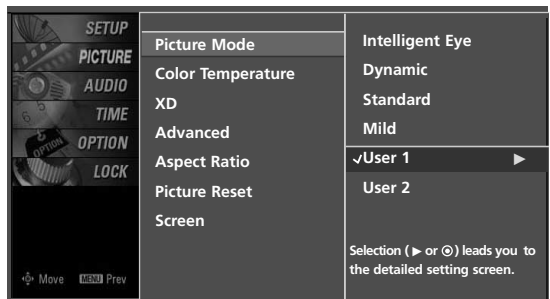 SETUP
PICTURE
AUDIO
TIME
OPTION
LOCK
Move MENU Prev
Picture Mode
Color Temperature
XD
Advanced
Aspect Ratio
Picture Reset
Screen
Intelligent Eye
Dynamic
Standard
Mild
✓User 1 ►
User 2
Selection ( ► or ◉) leads you to
the detailed setting screen.